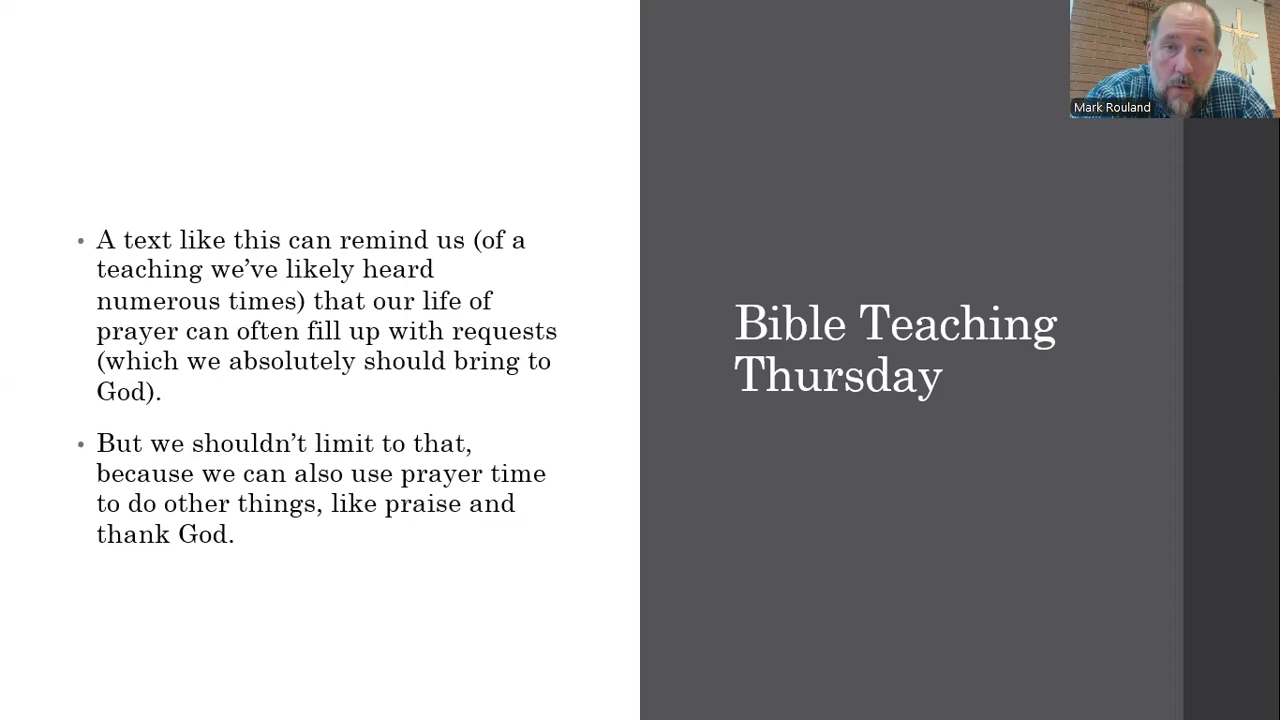 Mark Rouland
• A text like this can remind us (of a
teaching we’ve likely heard
numerous times) that our life of
prayer can often fill up with requests
(which we absolutely should bring to
God).
• But we shouldn’t limit to that,
because we can also use prayer time
to do other things, like praise and
thank God.
Bible Teaching
Thursday